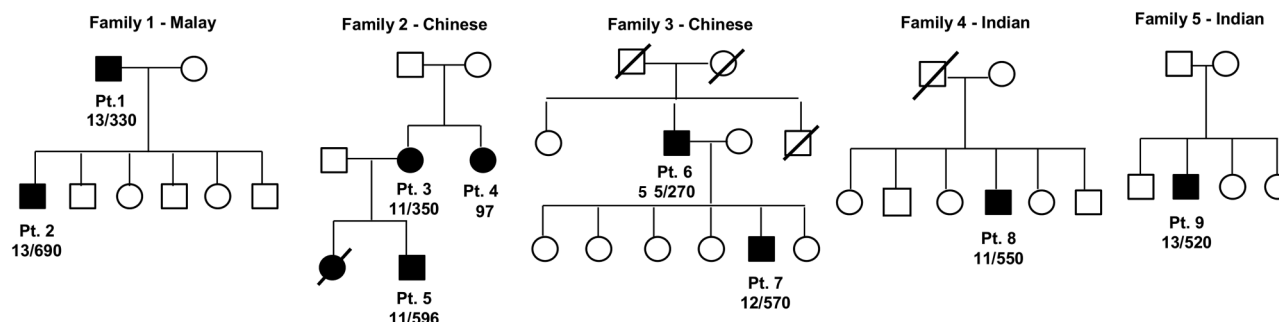 Family 1 - Malay
Pt.1
13/330
Pt. 2
13/690
Family 2 - Chinese
Pt. 3
11/350
Pt. 4
97
Pt. 5
11/596
Family 3 - Chinese
Pt. 6
5 5/270
Pt. 7
12/570
Family 4 - Indian
Pt. 8
11/550
Family 5 - Indian
Pt. 9
13/520